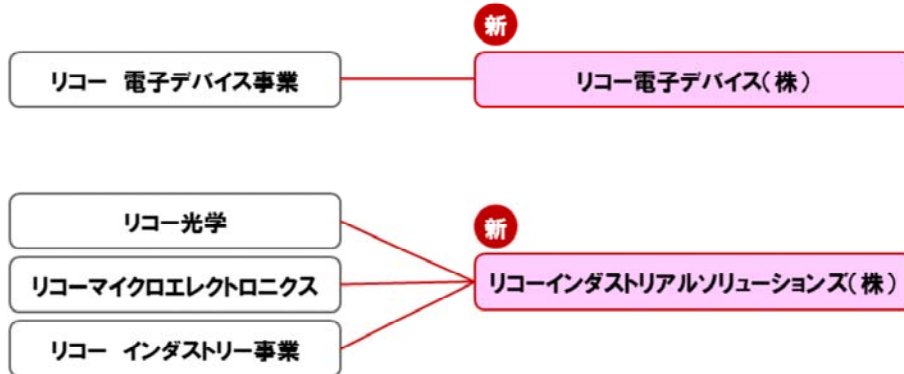 新
リコー 電子デバイス事業
リコー電子デバイス(株)
リコー光学
新
リコーマイクロエレクトロニクス
リコーインダストリアルソリューションズ(株)
リコー インダストリー事業